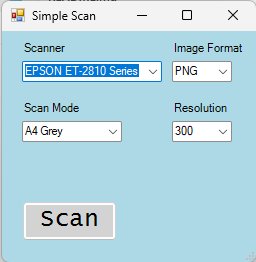 Simple Scan
Scanner Image Format
EPSON ET-2810 Series PNG
Scan Mode Resolution
A4 Grey 300
Scan